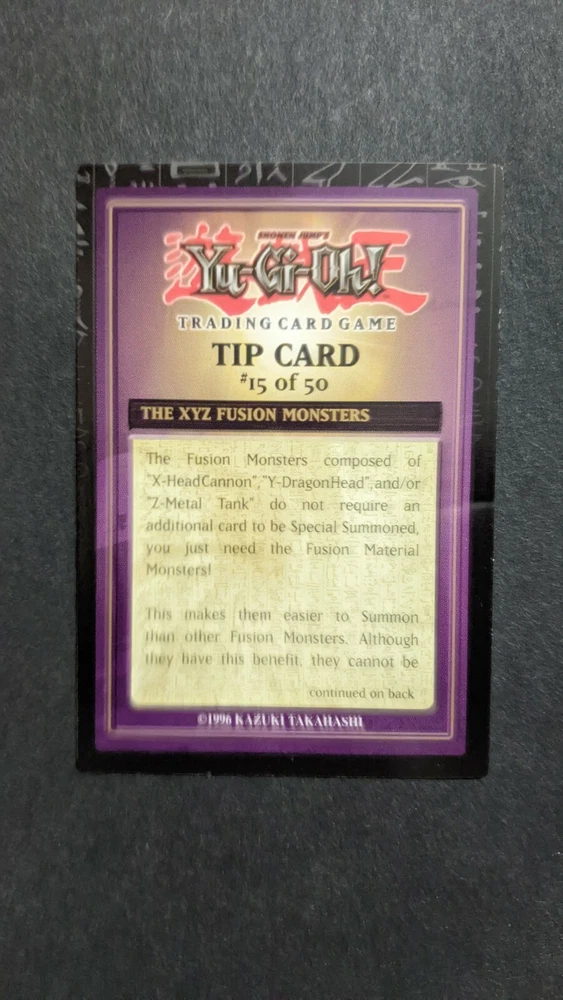 SHONEN JUMP'S
Yu-Gi-Oh!
TRADING CARD GAME
TIP CARD
#15 of 50
THE XYZ FUSION MONSTERS
The Fusion Monsters composed of
"X-HeadCannon", "Y-DragonHead", and/or
"Z-Metal Tank" do not require an
additional card to be Special Summoned,
you just need the Fusion Material
Monsters!
This makes them easier to Summon
than other Fusion Monsters. Although
they have this benefit, they cannot be
continued on back
©1996 KAZUKI TAKAHASHI